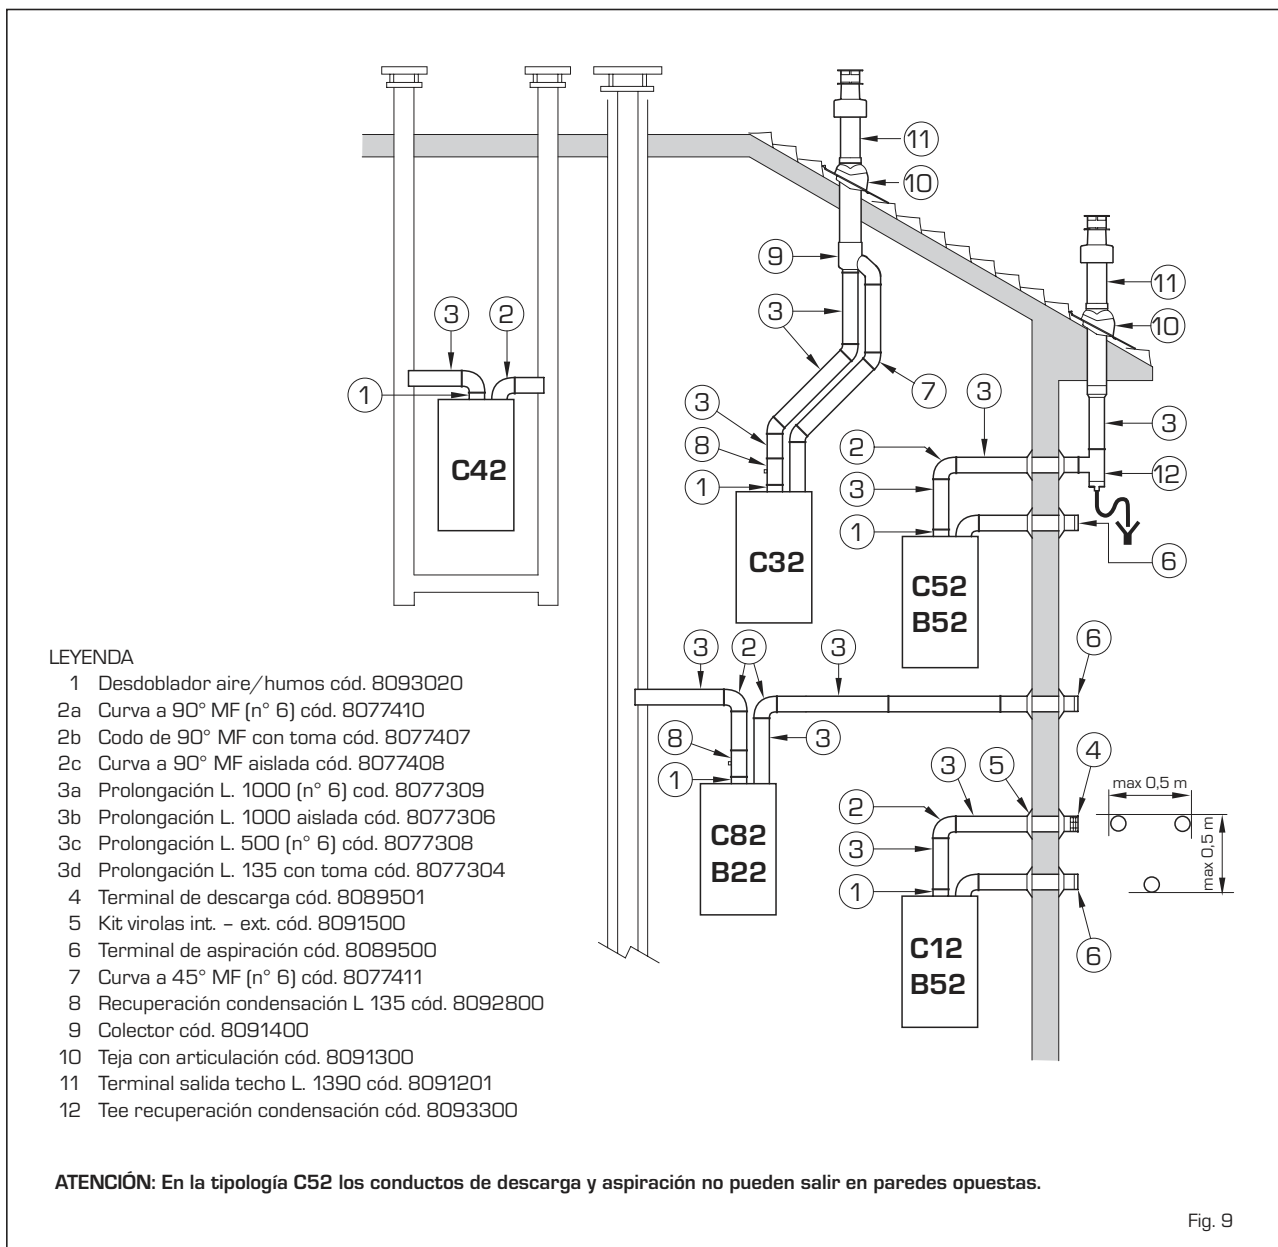 11
10
9
11
3
2
3
10
1
7
3
3
3
8
2
C42
12
1
3
C32
1
C52
B52
6
LEYENDA
1 Desdoblador aire/humos cód. 8093020
2a Curva a 90° MF (n° 6) cód. 8077410
2b Codo de 90° MF con toma cód. 8077407
2c Curva a 90° MF aislada cód. 8077408
3a Prolongación L. 1000 (n° 6) cod. 8077309
3b Prolongación L. 1000 aislada cód. 8077306
3c Prolongación L. 500 (n° 6) cód. 8077308
3d Prolongación L. 135 con toma cód. 8077304
4 Terminal de descarga cód. 8089501
5 Kit virolas int. – ext. cód. 8091500
6 Terminal de aspiración cód. 8089500
7 Curva a 45° MF (n° 6) cód. 8077411
8 Recuperación condensación L 135 cód. 8092800
9 Colector cód. 8091400
10 Teja con articulación cód. 8091300
11 Terminal salida techo L. 1390 cód. 8091201
12 Tee recuperación condensación cód. 8093300
3
2
3
6
8
3
1
C82
B22
3
5
4
2
3
1
C12
B52
6
max 0,5 m
max 0,5 m
ATENCIÓN: En la tipología C52 los conductos de descarga y aspiración no pueden salir en paredes opuestas.
Fig. 9